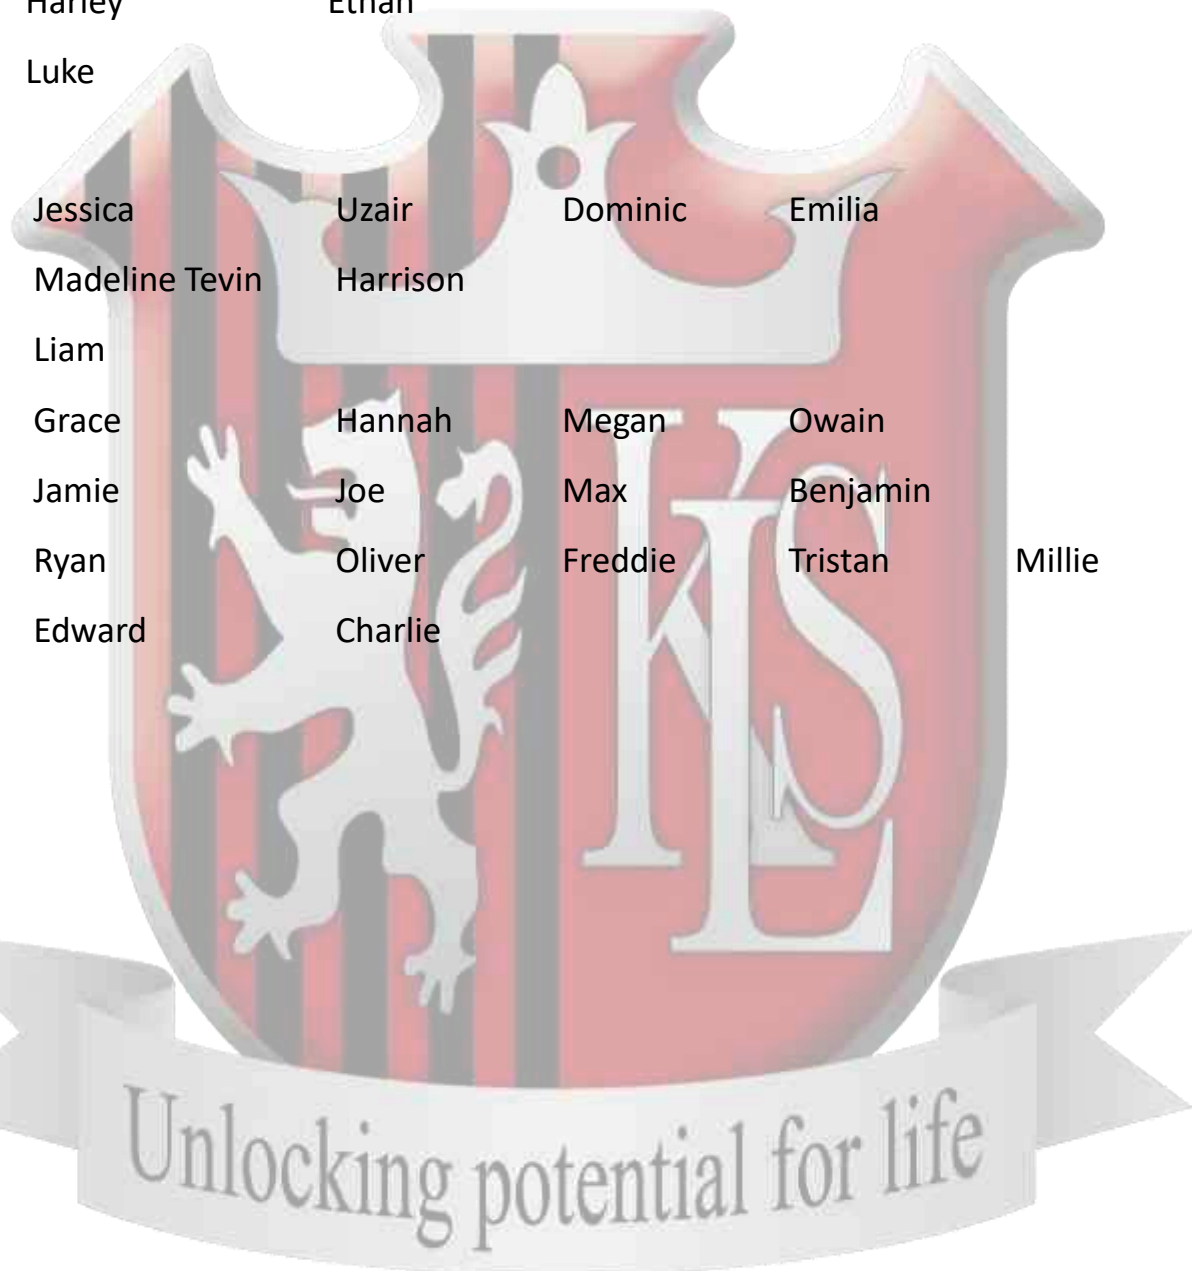 Harley Ethan
Luke
Jessica Uzair Dominic Emilia
Madeline Tevin Harrison
Liam
Grace Hannah Megan Owain
Jamie Joe Max Benjamin
Ryan Oliver Freddie Tristan Millie
Edward Charlie
KLS
Unlocking potential for life